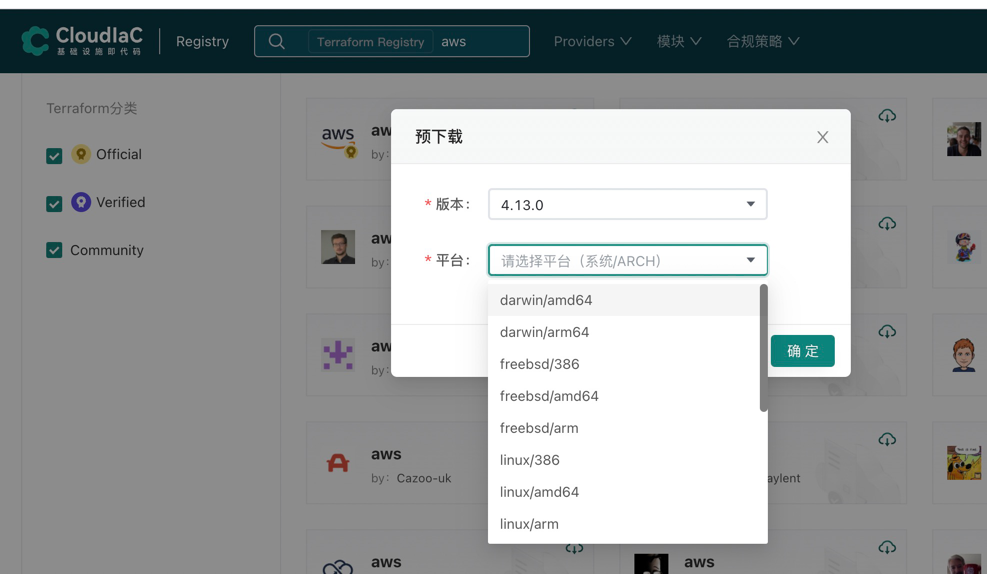 CloudIaC
基础设施即代码
Registry
Terraform Registry
aws
Providers
模块
合规策略
Terraform分类
Official
Verified
Community
aws
aw
by:
aw
by:
aw
by:
aws
by: Cazoo-uk
aylent
aws
aws
预下载
* 版本:
4.13.0
* 平台:
请选择平台（系统/ARCH）
darwin/amd64
darwin/arm64
freebsd/386
freebsd/amd64
freebsd/arm
linux/386
linux/amd64
linux/arm
确 定